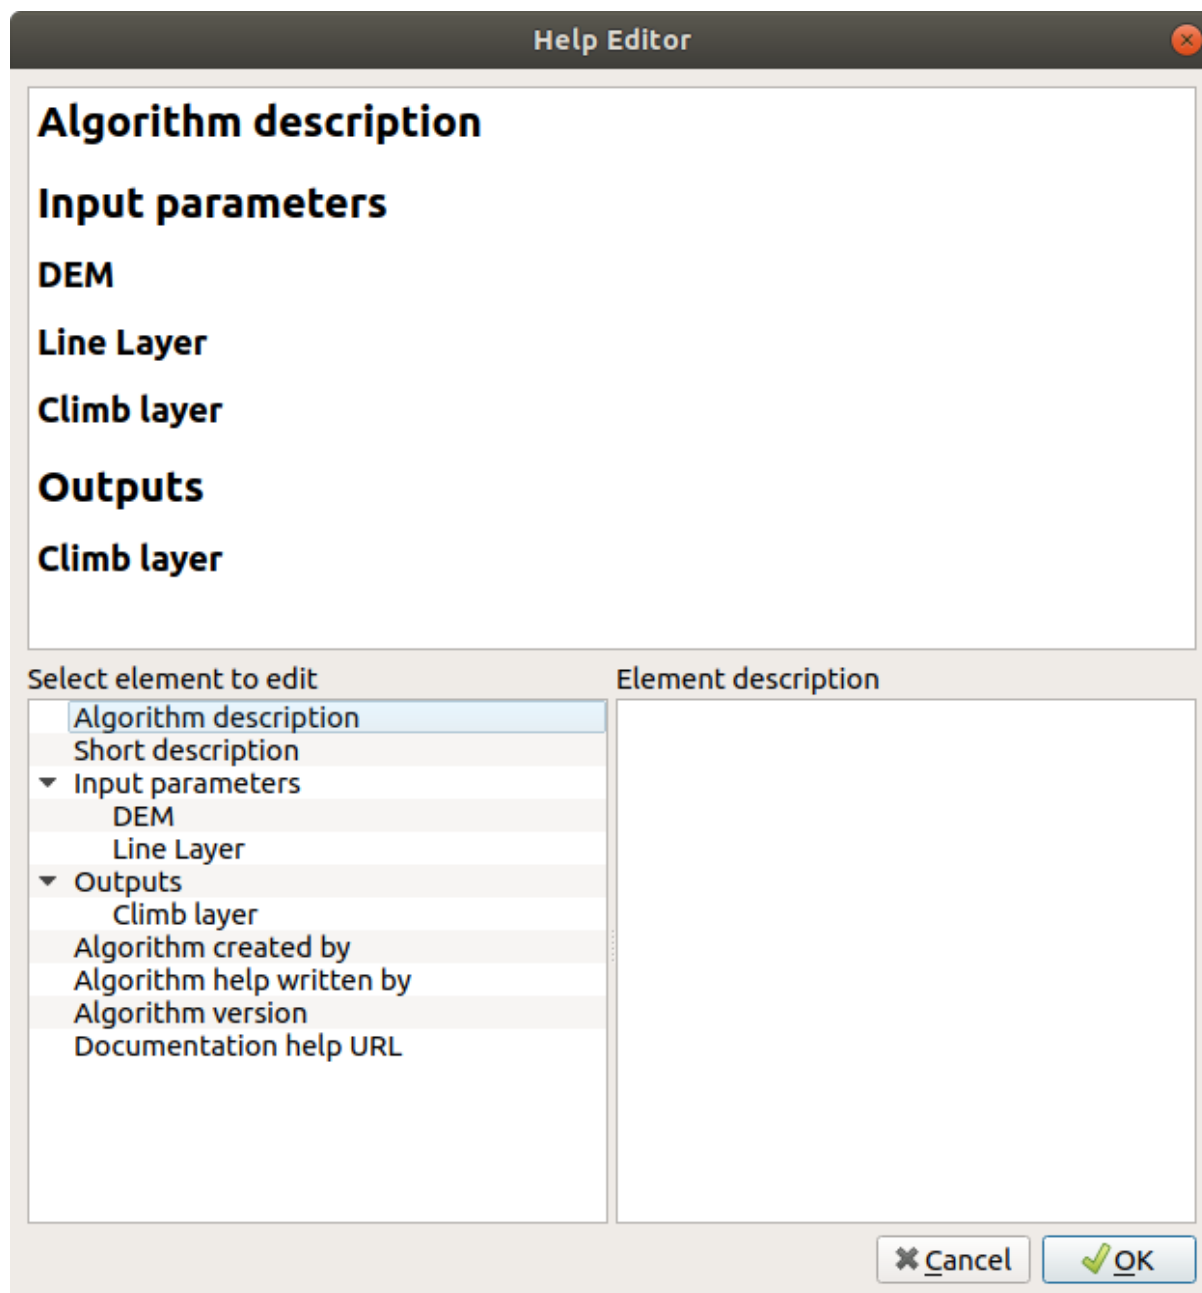 Help Editor
Algorithm description
Input parameters
DEM
Line Layer
Climb layer
Outputs
Climb layer
Select element to edit
Algorithm description
Short description
Input parameters
DEM
Line Layer
Outputs
Climb layer
Algorithm created by
Algorithm help written by
Algorithm version
Documentation help URL
Element description
Cancel
OK